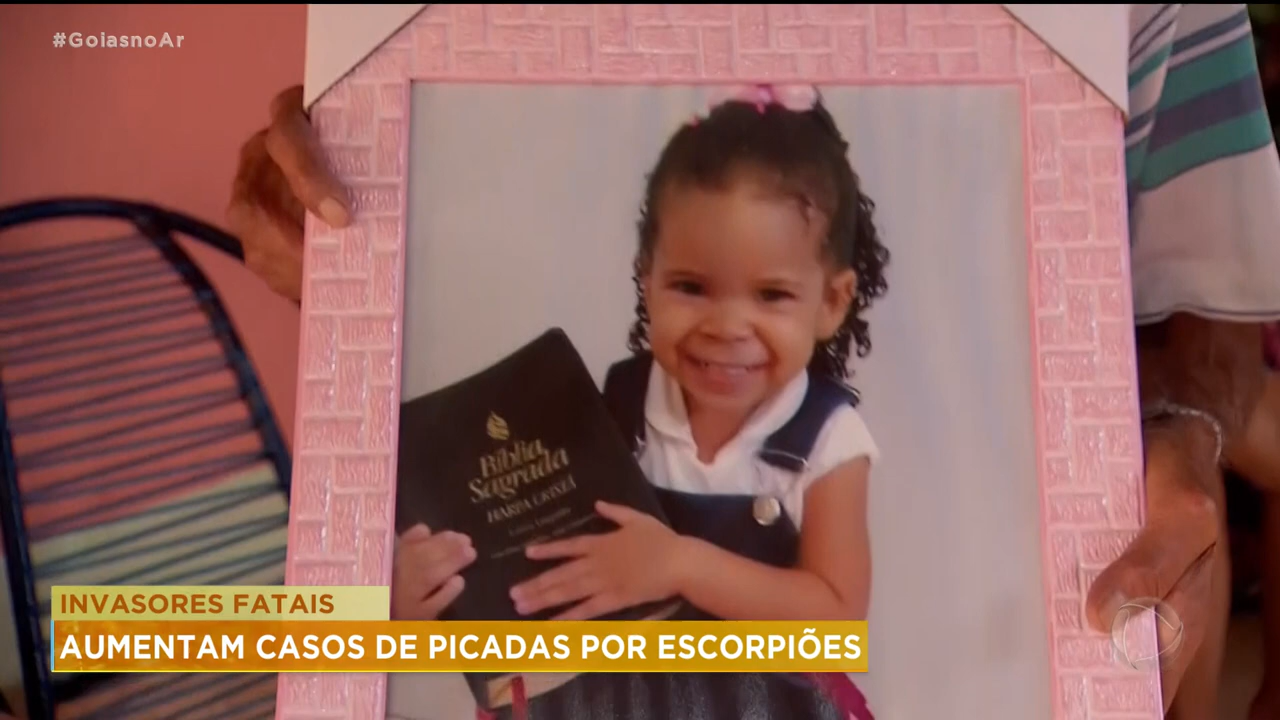 #GoiasnoAr
Bíblia
Sagrada
HARPA CRISTÃ
INVASORES FATAIS
AUMENTAM CASOS DE PICADAS POR ESCORPIÕES